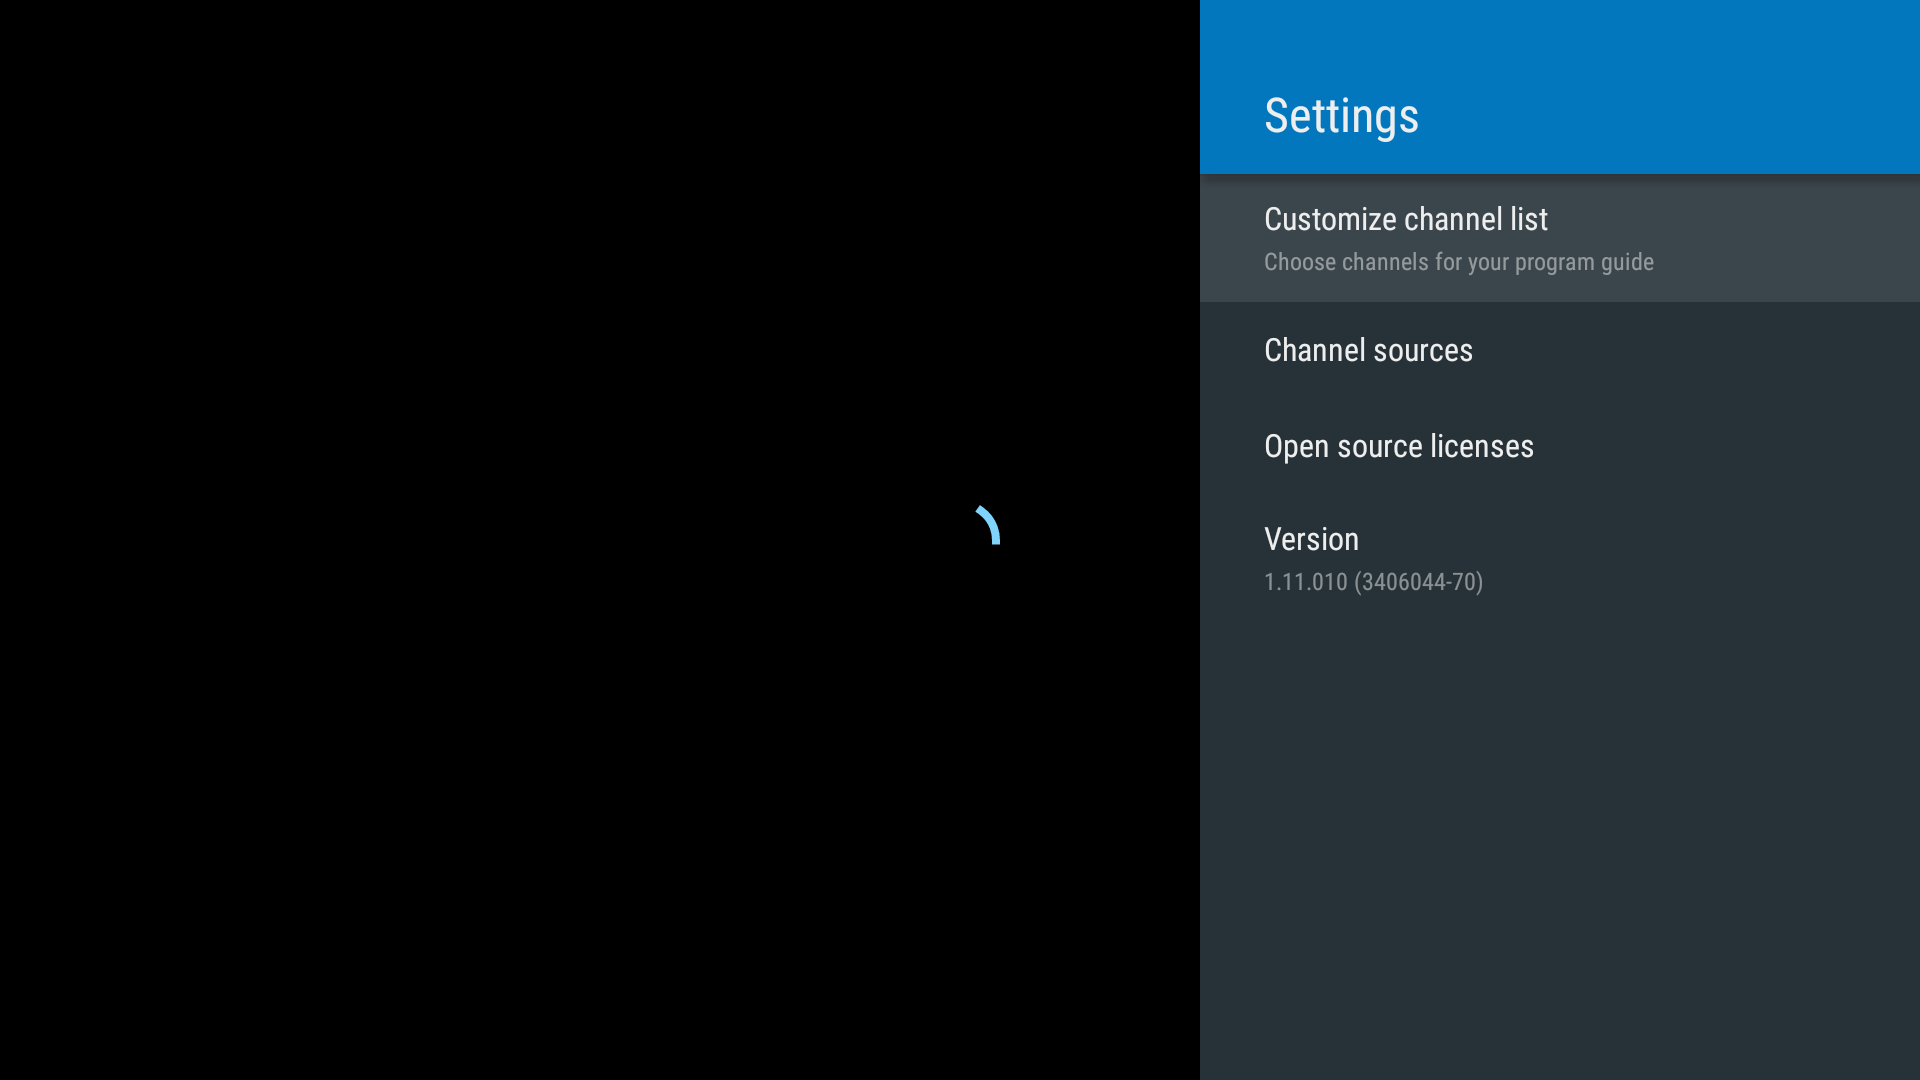 Settings
Customize channel list
Choose channels for your program guide
Channel sources
Open source licenses
Version
1.11.010 (3406044-70)